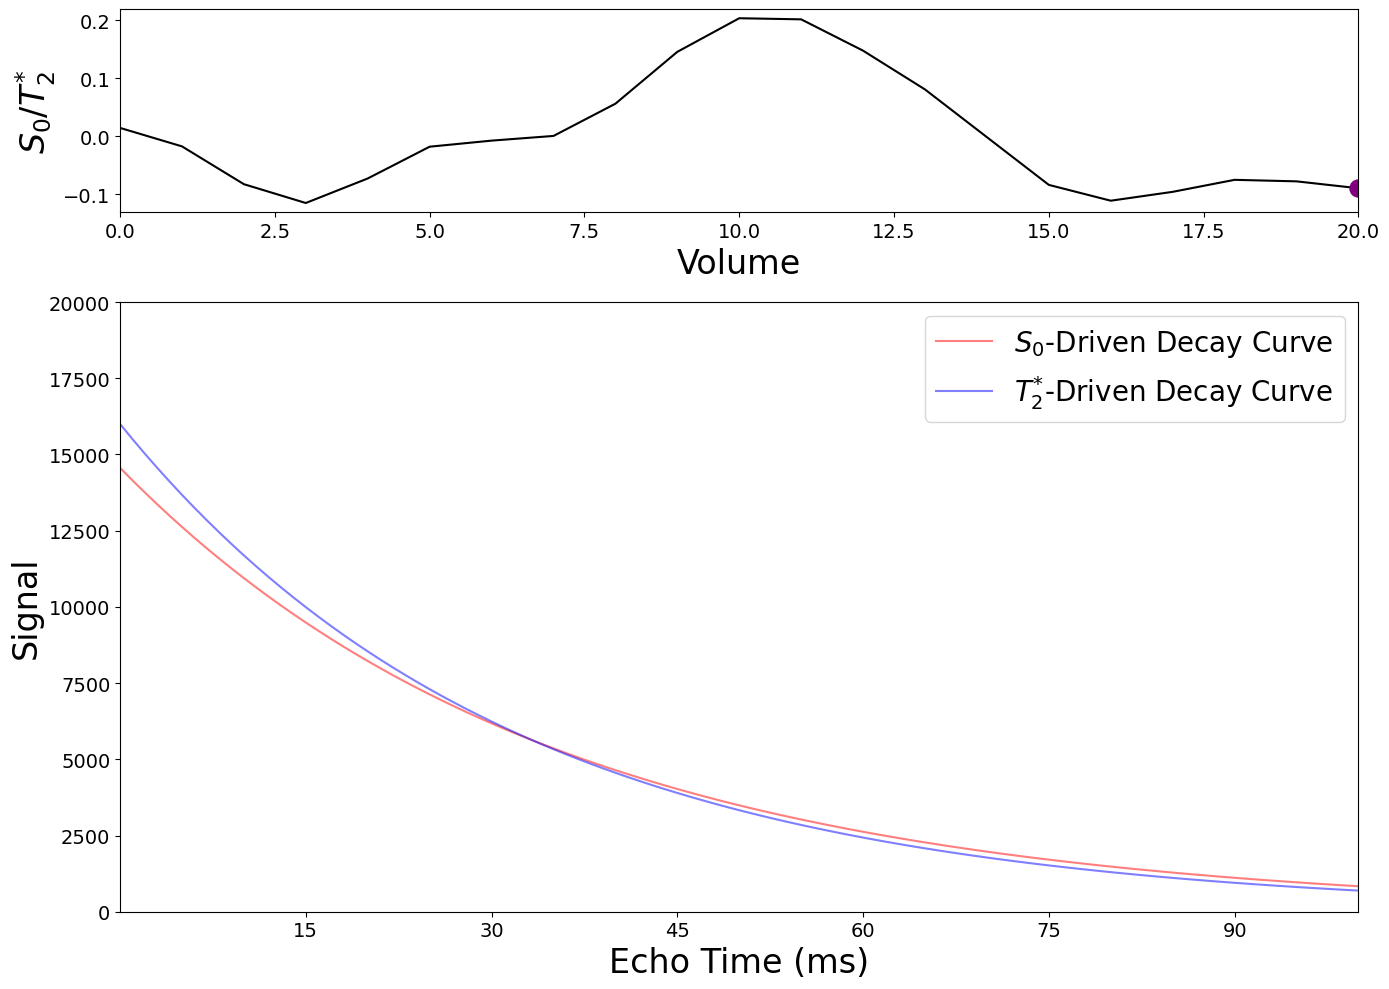 S₀/T₂*
0.2
0.1
0.0
−0.1
0.0 2.5 5.0 7.5 10.0 12.5 15.0 17.5 20.0
Volume
Signal
20000
17500
15000
12500
10000
7500
5000
2500
0
S₀-Driven Decay Curve
T₂*-Driven Decay Curve
15 30 45 60 75 90
Echo Time (ms)